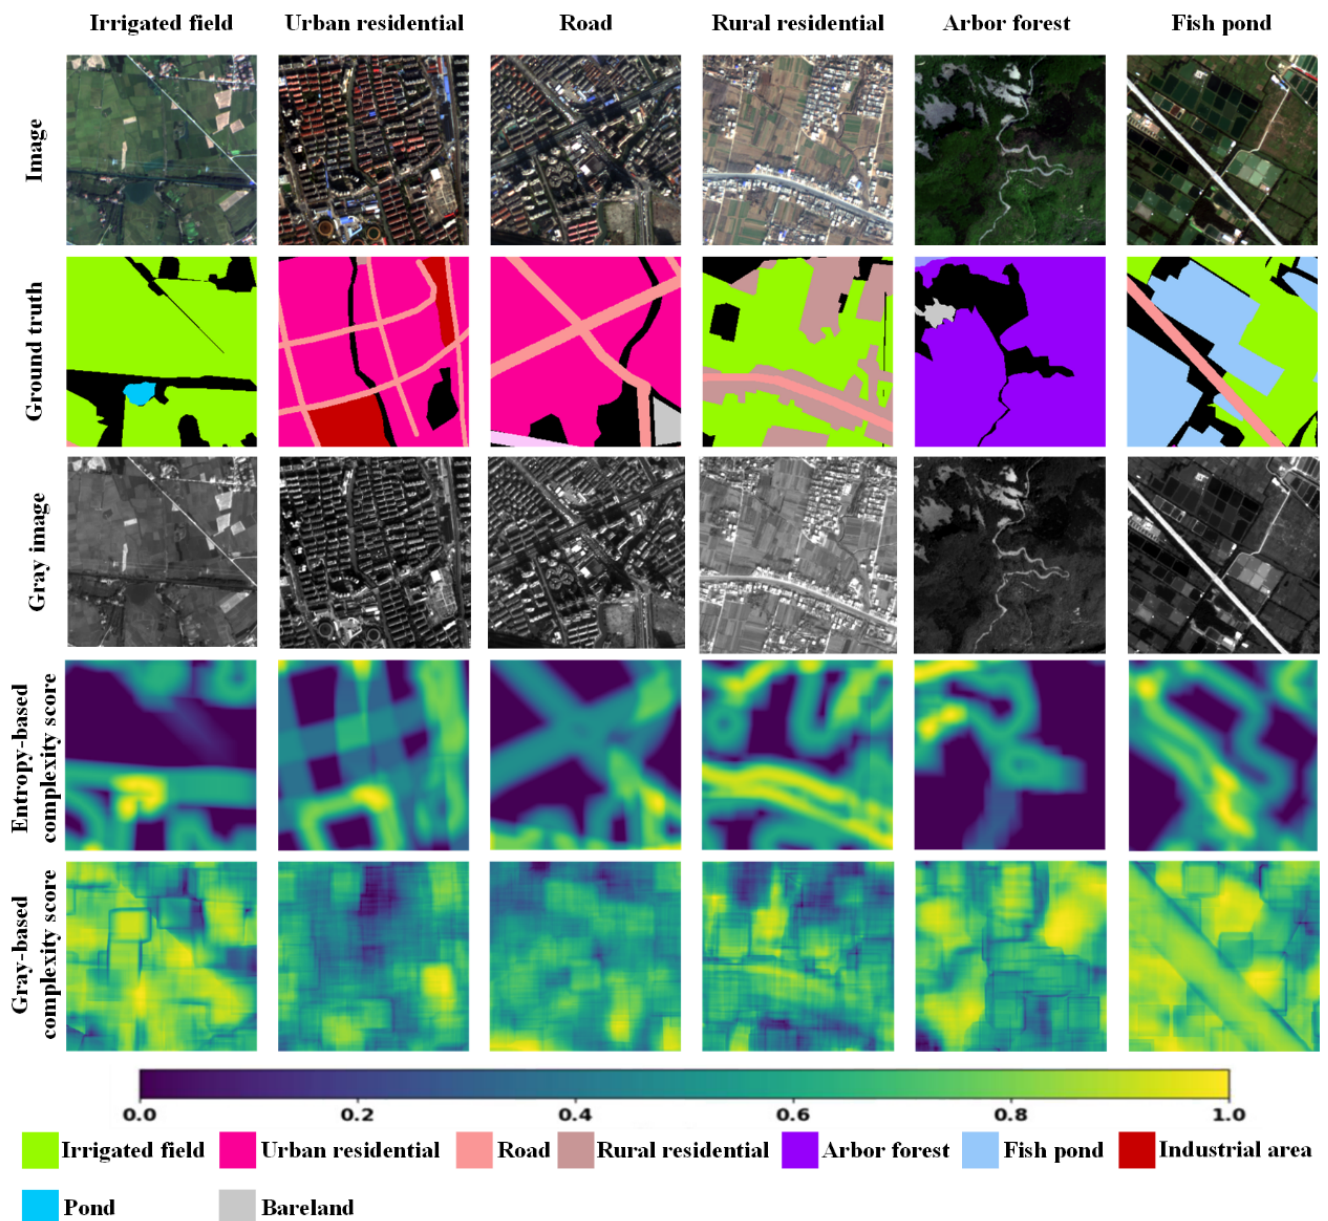 Irrigated field Urban residential Road Rural residential Arbor forest Fish pond
Image
Ground truth
Gray image
Entropy-based
complexity score
Gray-based
complexity score
0.0 0.2 0.4 0.6 0.8 1.0
Irrigated field Urban residential Road Rural residential Arbor forest Fish pond Industrial area
Pond Bareland